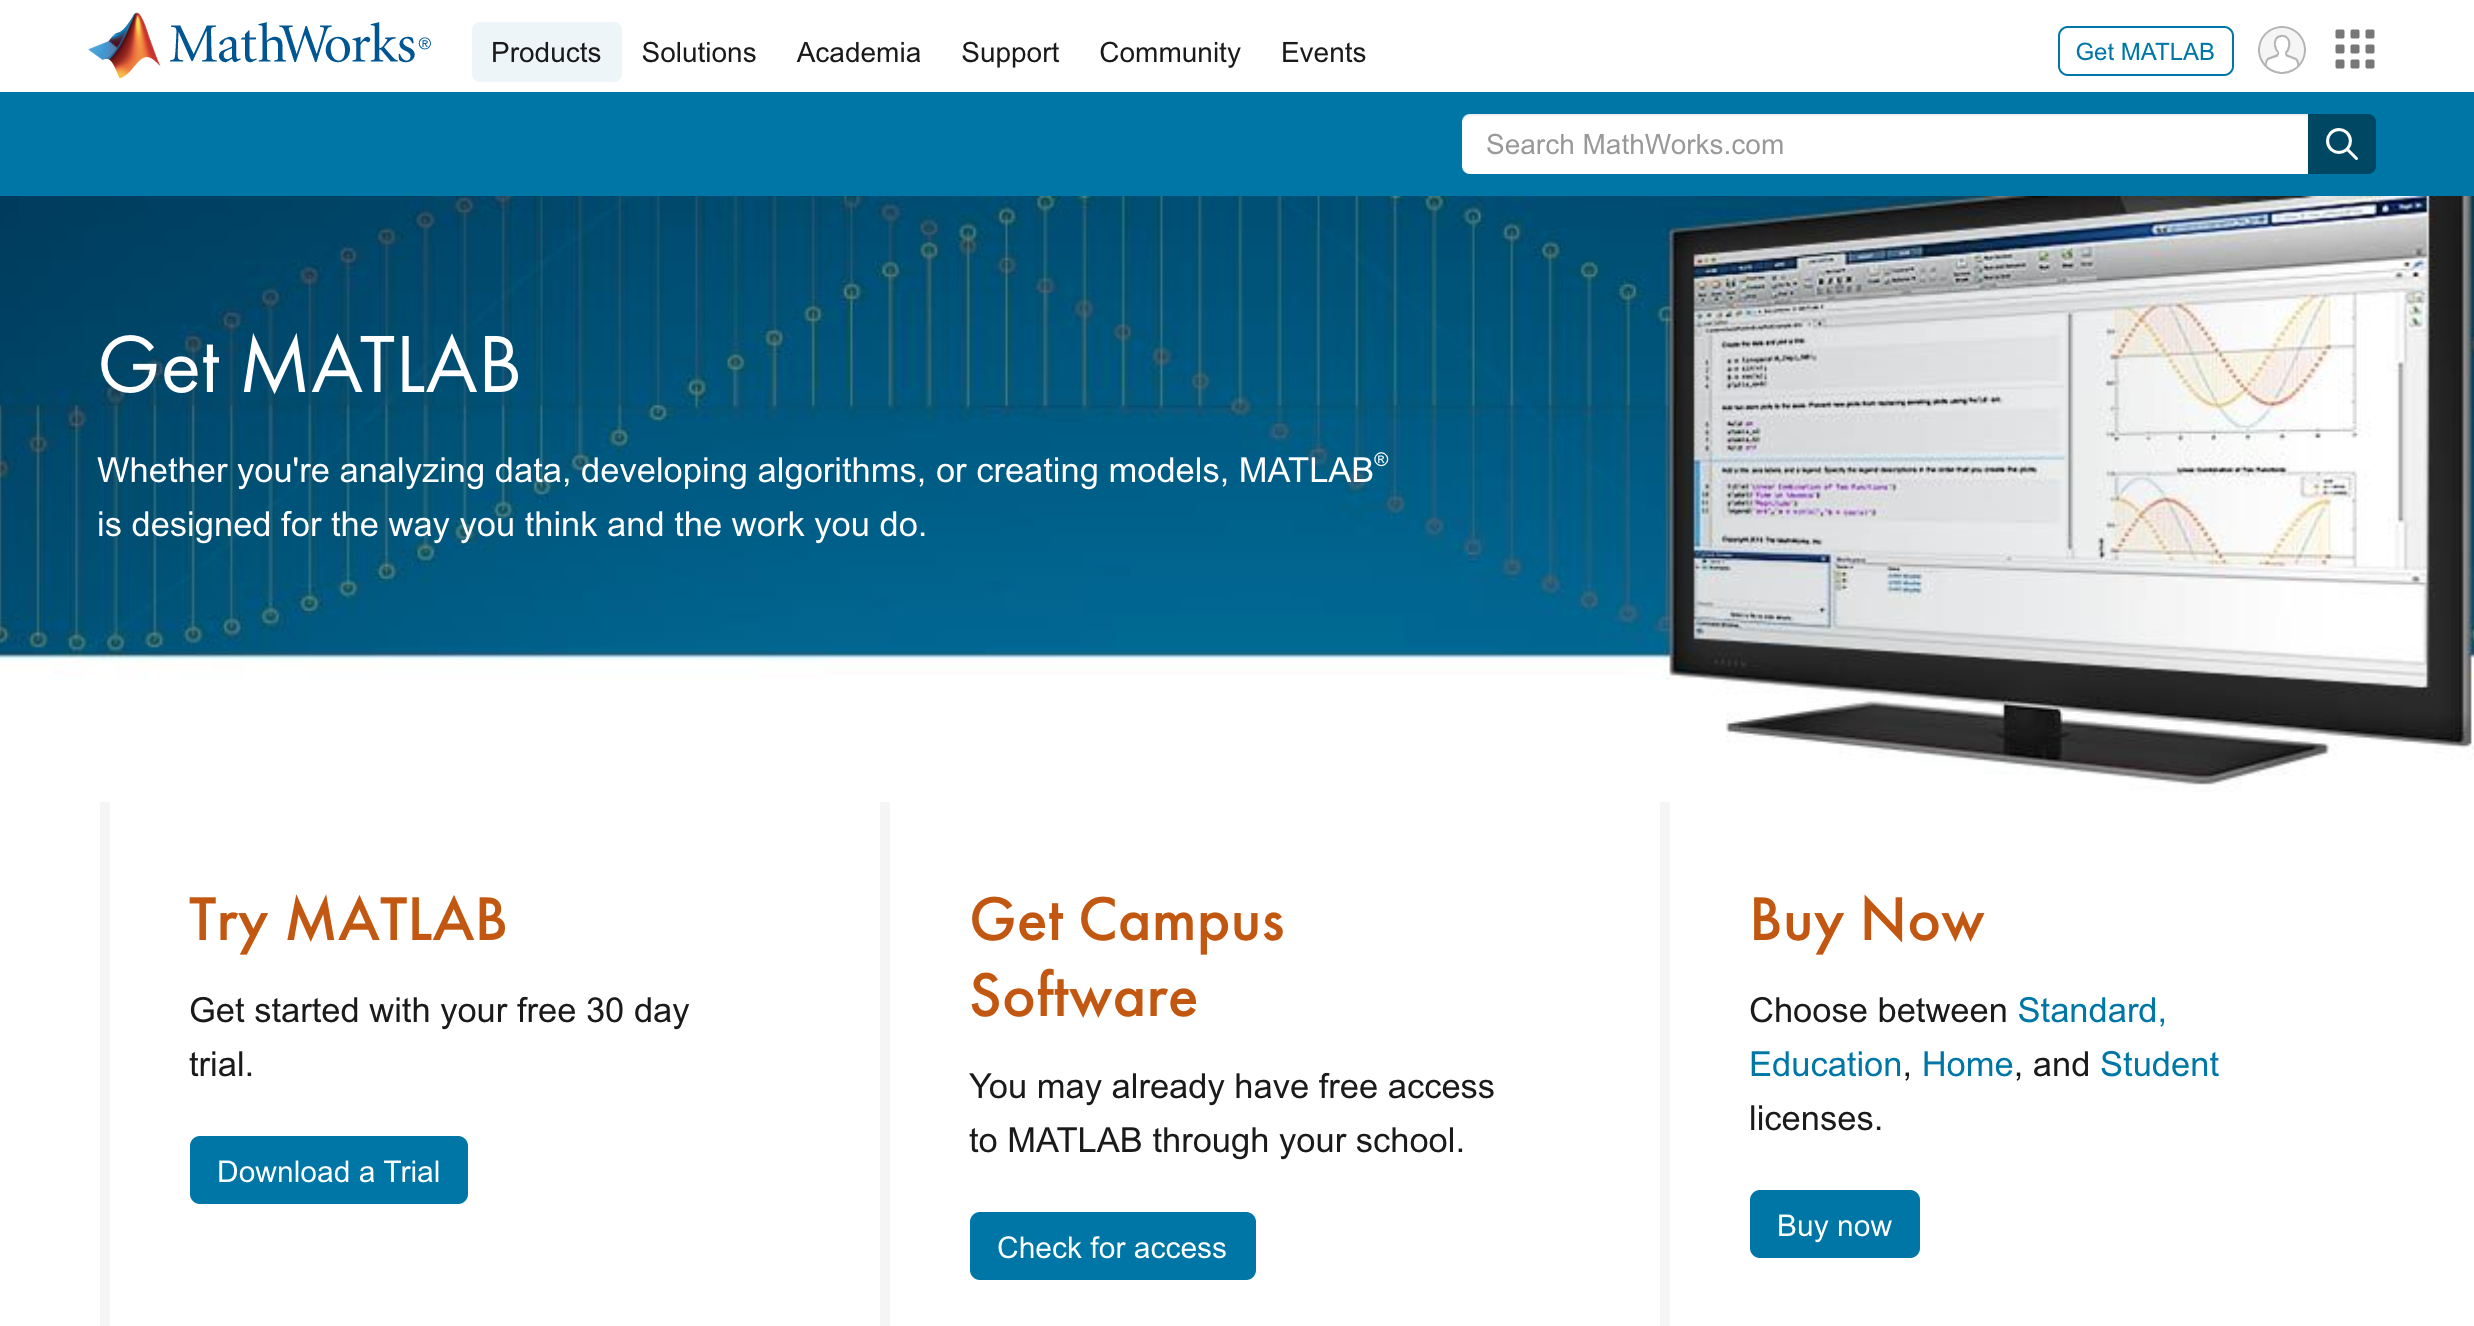 MathWorks®
Products Solutions Academia Support Community Events
Get MATLAB
Search MathWorks.com
Get MATLAB
Whether you're analyzing data, developing algorithms, or creating models, MATLAB®
is designed for the way you think and the work you do.
Try MATLAB
Get started with your free 30 day
trial.
Download a Trial
Get Campus
Software
You may already have free access
to MATLAB through your school.
Check for access
Buy Now
Choose between Standard,
Education, Home, and Student
licenses.
Buy now